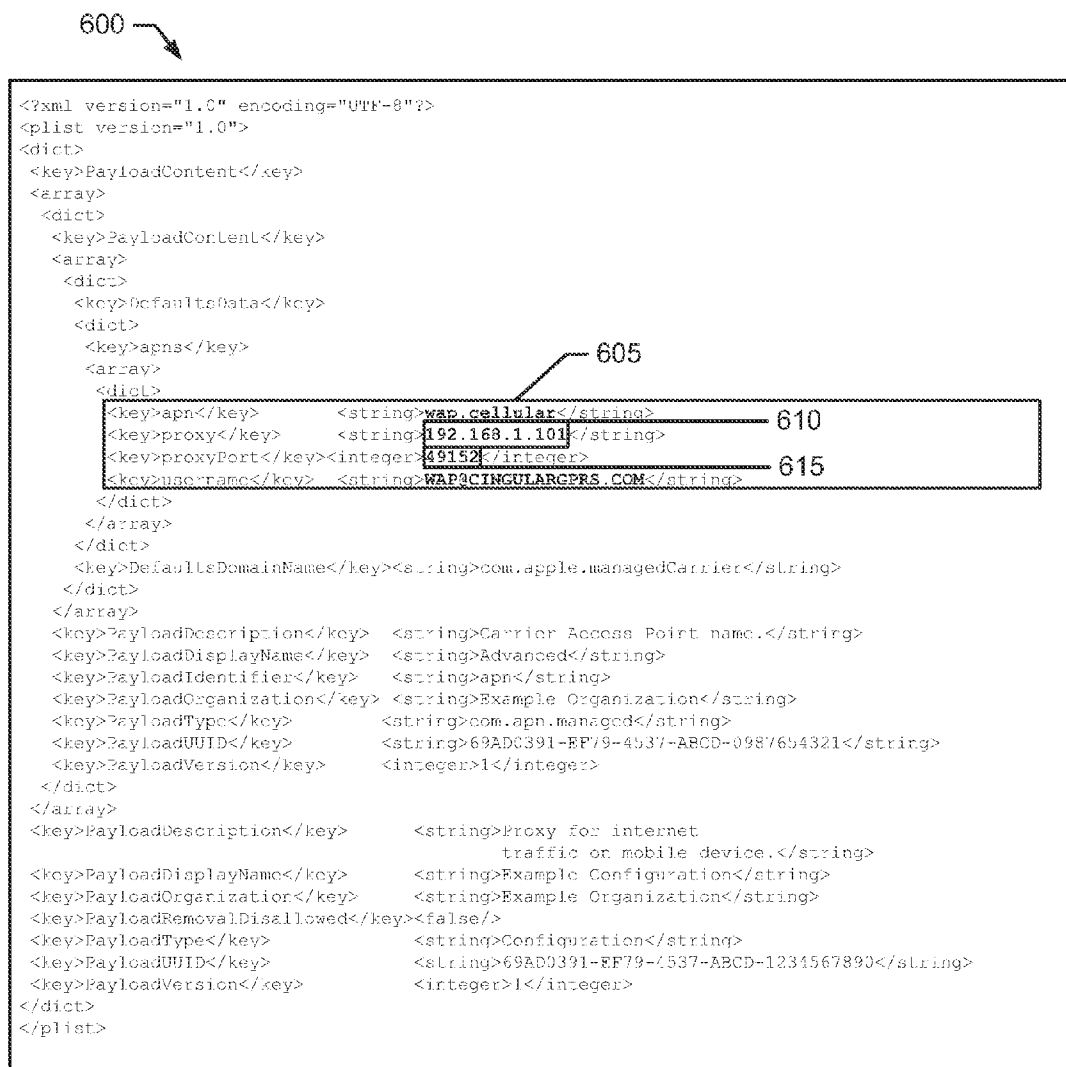 600
<?xml version="1.0" encoding="UTF-8"?>
<plist version="1.0">
<dict>
<key>PayloadContent</key>
<array>
<dict>
<key>PayloadContent</key>
<array>
<dict>
<key>DefaultsData</key>
<dict>
<key>apns</key>
<array>
605
<dict>
<key>apn</key> <string>wap.cellular</string>
<key>proxy</key> <string>192.168.1.101</string> 610
<key>proxyPort</key><integer>49152</integer>
615
<key>username</key> <string>WAP@CINGULARGPRS.COM</string>
</dict>
</array>
</dict>
<key>DefaultsDomainName</key><string>com.apple.managedCarrier</string>
</dict>
</array>
<key>PayloadDescription</key> <string>Carrier Access Point name.</string>
<key>PayloadDisplayName</key> <string>Advanced</string>
<key>PayloadIdentifier</key> <string>apn</string>
<key>PayloadOrganization</key> <string>Example Organization</string>
<key>PayloadType</key> <string>com.apn.managed</string>
<key>PayloadUUID</key> <string>69AD0391-EF79-4537-ABCD-0987654321</string>
<key>PayloadVersion</key> <integer>1</integer>
</dict>
</array>
<key>PayloadDescription</key> <string>Proxy for internet
traffic on mobile device.</string>
<key>PayloadDisplayName</key> <string>Example Configuration</string>
<key>PayloadOrganization</key> <string>Example Organization</string>
<key>PayloadRemovalDisallowed</key><false/>
<key>PayloadType</key> <string>Configuration</string>
<key>PayloadUUID</key> <string>69AD0391-EF79-4537-ABCD-1234567890</string>
<key>PayloadVersion</key> <integer>1</integer>
</dict>
</plist>